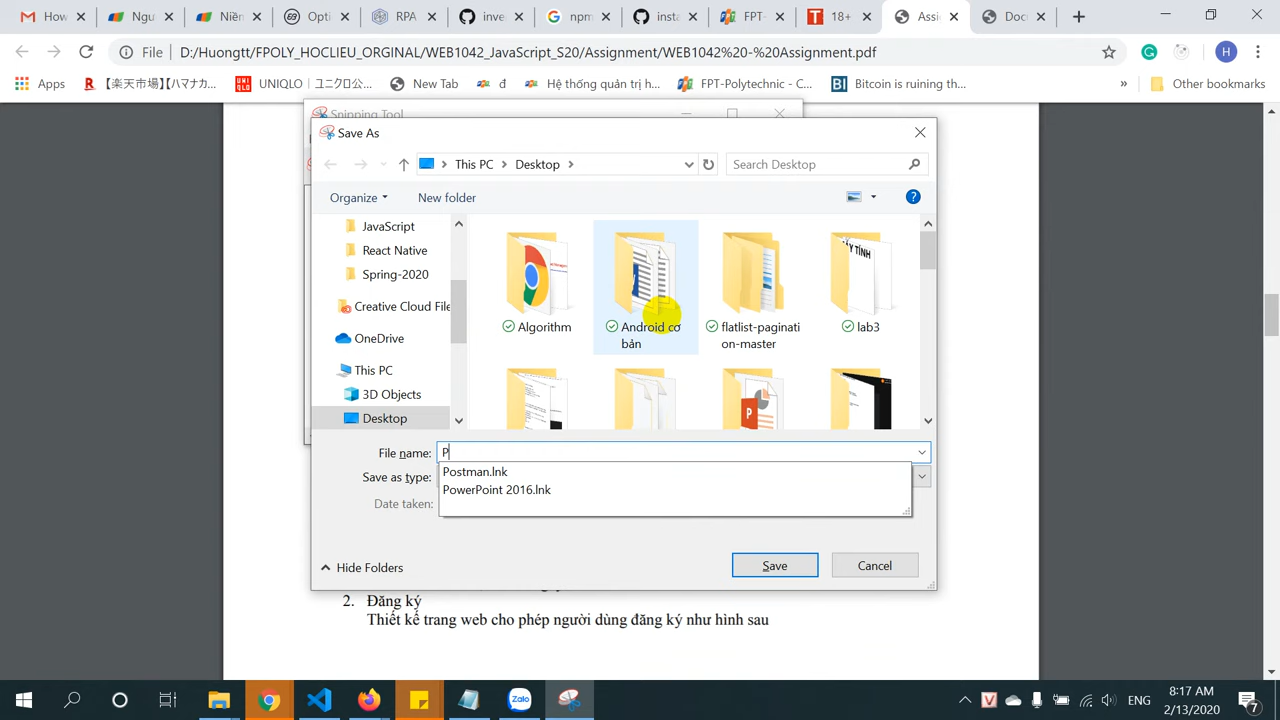 How
Ngu
Niền
Opti
RPA
inve
npm
insta
FPT-
18+
Assi
Docu
File
D:/Huongtt/FPOLY_HOCLIEU_ORGINAL/WEB1042_JavaScript_S20/Assignment/WEB1042%20-%20Assignment.pdf
H
Apps
【楽天市場】【ハマナカ...
UNIQLO | ユニクロ公...
New Tab
đ
Hệ thống quản trị h...
FPT-Polytechnic - C...
Bitcoin is ruining th...
»
Other bookmarks
Snipping Tool
Save As
This PC
Desktop
Search Desktop
Organize
New folder
JavaScript
React Native
Spring-2020
Creative Cloud File
OneDrive
This PC
3D Objects
Desktop
Algorithm
Android cơ
bản
flatlist-paginati
on-master
lab3
File name:
P
Postman.lnk
PowerPoint 2016.lnk
Save as type:
Date taken:
Hide Folders
Save
Cancel
2. Đăng ký
Thiết kế trang web cho phép người dùng đăng ký như hình sau
Zalo
ENG
8:17 AM
2/13/2020
7